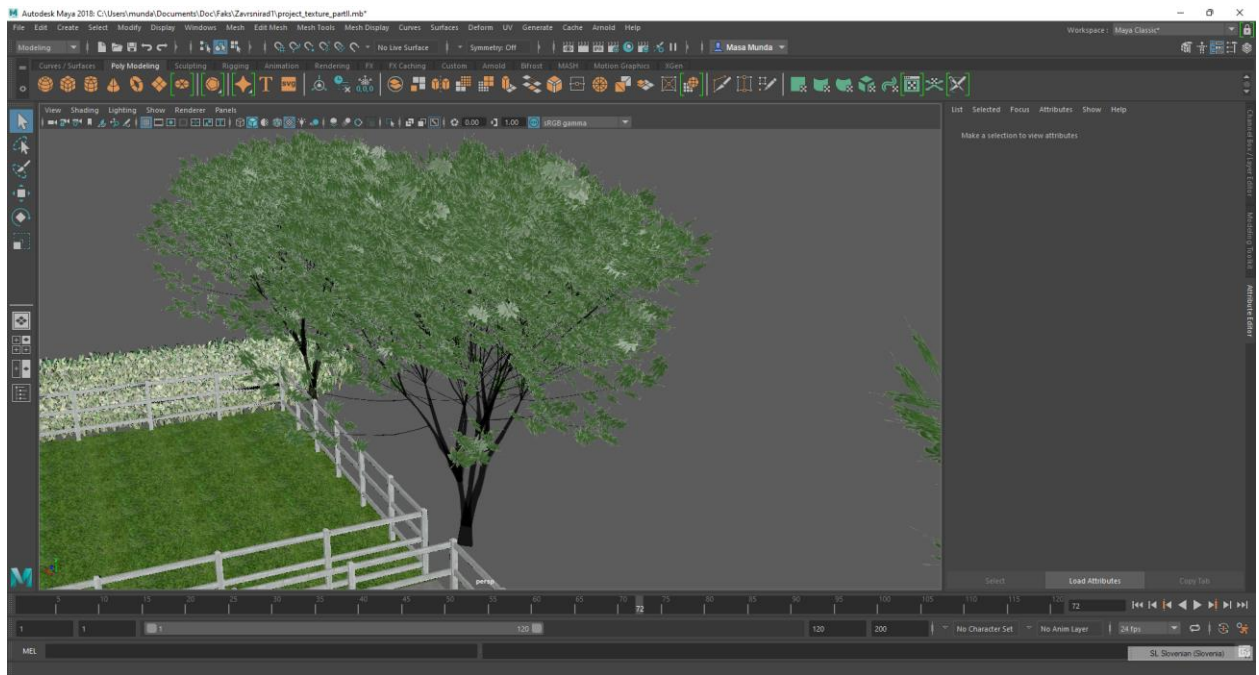 Autodesk Maya 2018: C:\Users\munda\Documents\Doc\Faks\Zavrsnirad1\project_texture_partII.mb*
File Edit Create Select Modify Display Windows Mesh Edit Mesh Mesh Tools Mesh Display Curves Surfaces Deform UV Generate Cache Arnold Help
Workspace : Maya Classic*
Modeling No Live Surface Symmetry: Off Masa Munda
Curves / Surfaces Poly Modeling Sculpting Rigging Animation Rendering FX FX Caching Custom Arnold Bifrost MASH Motion Graphics XGen
SVG
View Shading Lighting Show Renderer Panels
0.00 1.00 sRGB gamma
List Selected Focus Attributes Show Help
Make a selection to view attributes
Channel Box / Layer Editor
Modeling Toolkit
Attribute Editor
persp
Select Load Attributes Copy Tab
5 10 15 20 25 30 35 40 45 50 55 60 65 70 72 75 80 85 90 95 100 105 110 115 120 72
1 1 1 120 120 200 No Character Set No Anim Layer 24 fps
MEL
SL Slovenian (Slovenia)